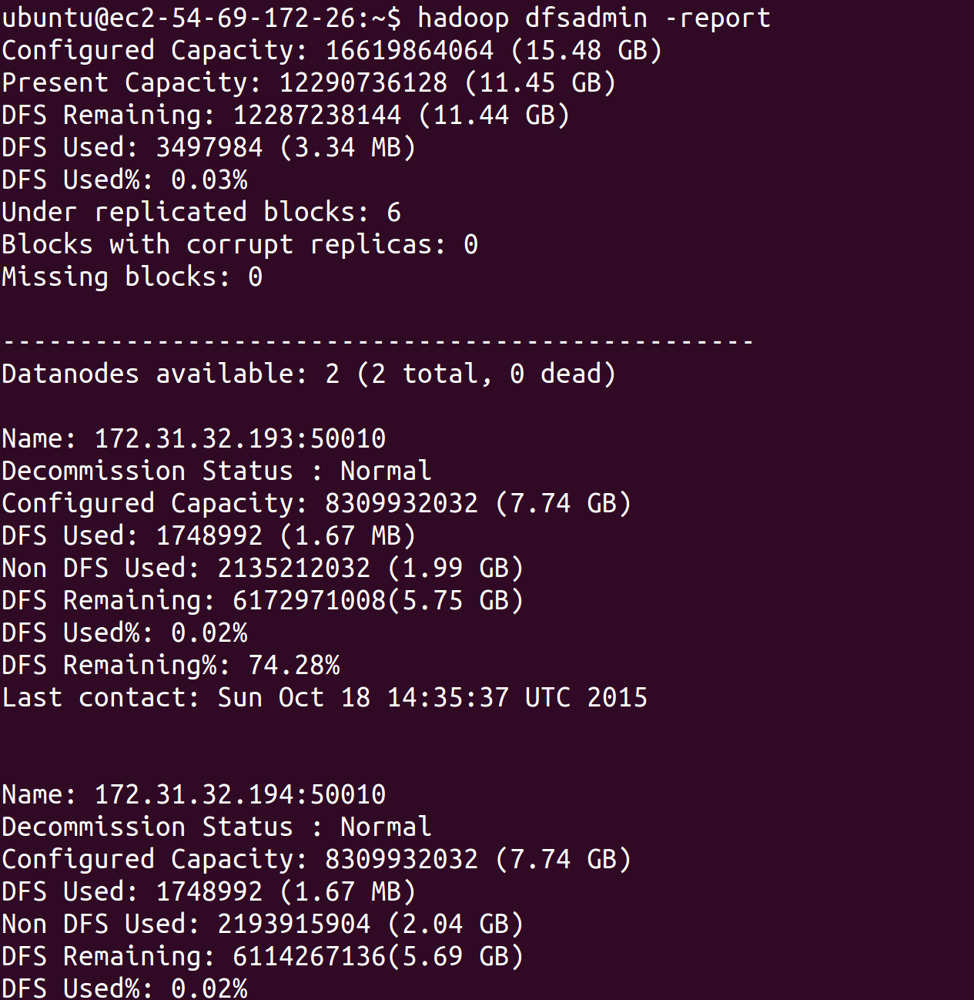 ubuntu@ec2-54-69-172-26:~$ hadoop dfsadmin -report
Configured Capacity: 16619864064 (15.48 GB)
Present Capacity: 12290736128 (11.45 GB)
DFS Remaining: 12287238144 (11.44 GB)
DFS Used: 3497984 (3.34 MB)
DFS Used%: 0.03%
Under replicated blocks: 6
Blocks with corrupt replicas: 0
Missing blocks: 0
-------------------------------------------------
Datanodes available: 2 (2 total, 0 dead)
Name: 172.31.32.193:50010
Decommission Status : Normal
Configured Capacity: 8309932032 (7.74 GB)
DFS Used: 1748992 (1.67 MB)
Non DFS Used: 2135212032 (1.99 GB)
DFS Remaining: 6172971008(5.75 GB)
DFS Used%: 0.02%
DFS Remaining%: 74.28%
Last contact: Sun Oct 18 14:35:37 UTC 2015
Name: 172.31.32.194:50010
Decommission Status : Normal
Configured Capacity: 8309932032 (7.74 GB)
DFS Used: 1748992 (1.67 MB)
Non DFS Used: 2193915904 (2.04 GB)
DFS Remaining: 6114267136(5.69 GB)
DFS Used%: 0.02%